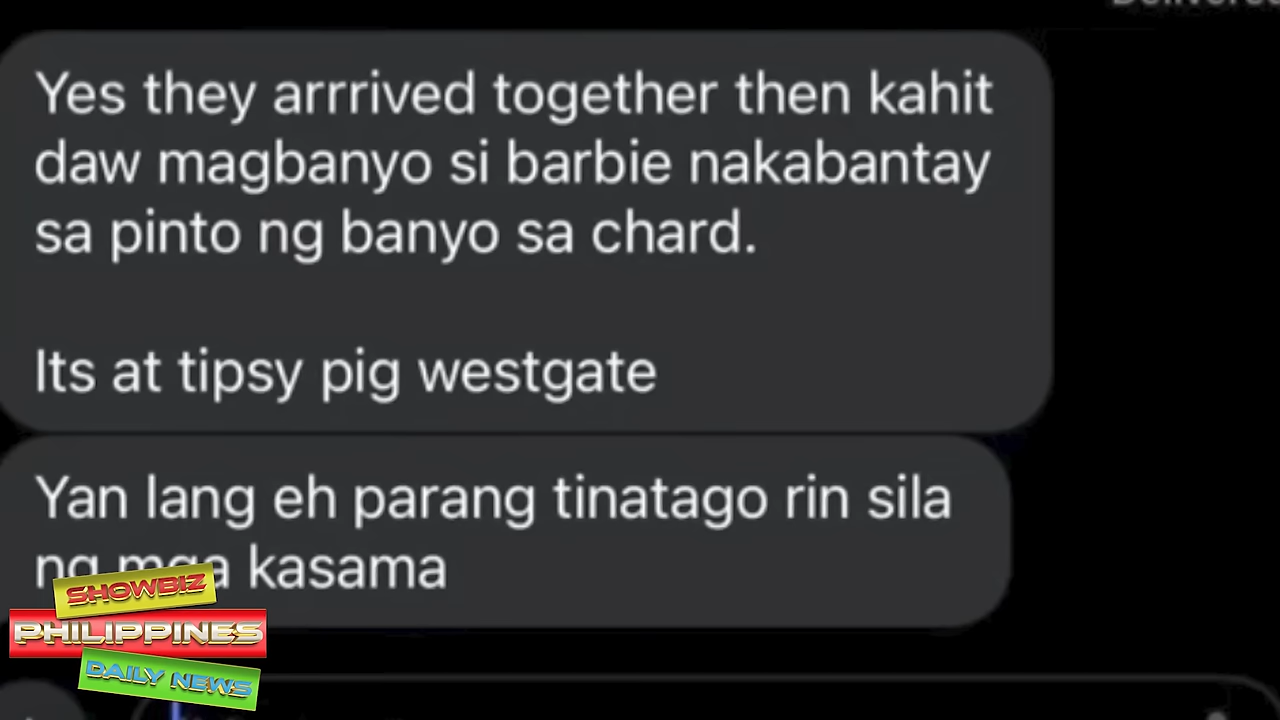 Delivered
Yes they arrrived together then kahit
daw magbanyo si barbie nakabantay
sa pinto ng banyo sa chard.
Its at tipsy pig westgate
Yan lang eh parang tinatago rin sila
ng mga kasama
SHOWBIZ
PHILIPPINES
DAILY NEWS